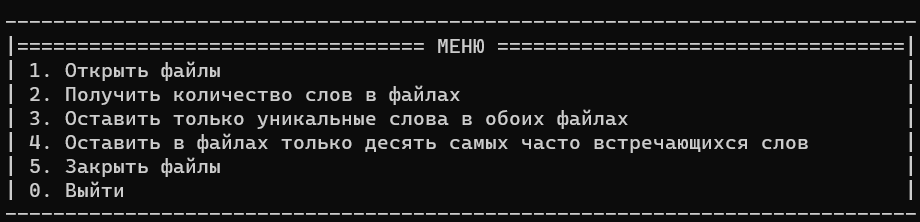 ----------------------------------------------------------------------------
|================================== МЕНЮ ==================================|
| 1. Открыть файлы |
| 2. Получить количество слов в файлах |
| 3. Оставить только уникальные слова в обоих файлах |
| 4. Оставить в файлах только десять самых часто встречающихся слов |
| 5. Закрыть файлы |
| 0. Выйти |
----------------------------------------------------------------------------